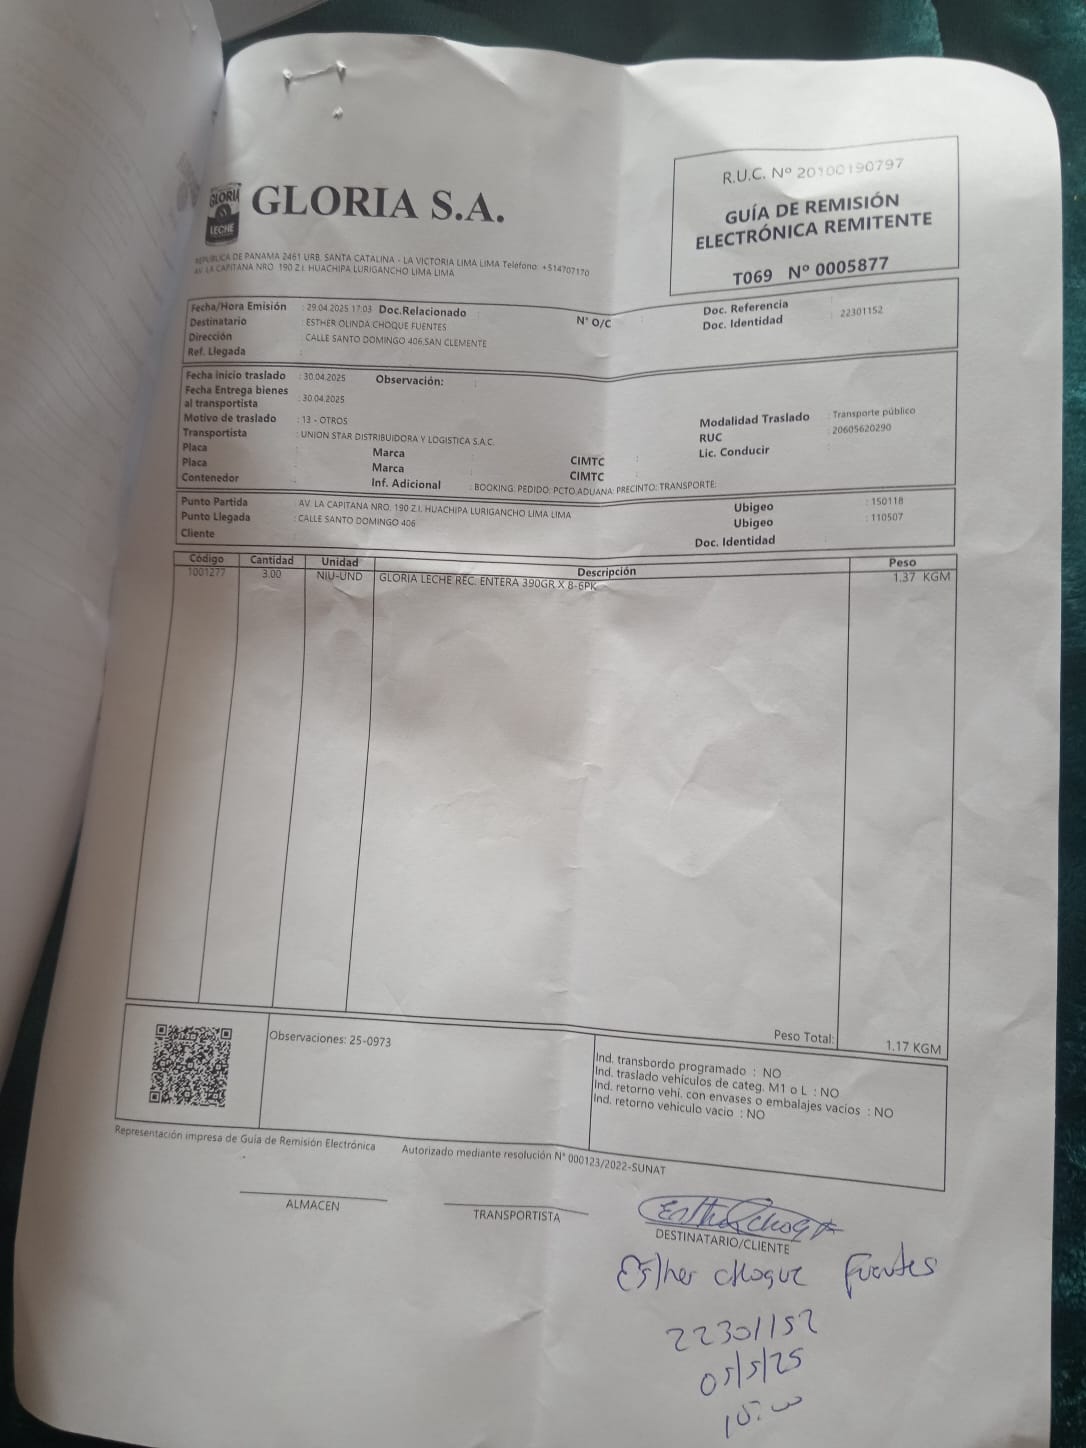 GLORIA
LECHE
GLORIA S.A.
REPUBLICA DE PANAMA 2461 URB. SANTA CATALINA - LA VICTORIA LIMA LIMA Teléfono: +514707170
AV. LA CAPITANA NRO. 190 Z.I. HUACHIPA LURIGANCHO LIMA LIMA
R.U.C. Nº 20100190797
GUÍA DE REMISIÓN
ELECTRÓNICA REMITENTE
T069 Nº 0005877
Fecha/Hora Emisión : 29.04.2025 17:03 Doc.Relacionado : N° O/C : Doc. Referencia :
Destinatario : ESTHER OLINDA CHOQUE FUENTES Doc. Identidad : 22301152
Dirección : CALLE SANTO DOMINGO 406,SAN CLEMENTE
Ref. Llegada :
Fecha Inicio traslado : 30.04.2025 Observación: :
Fecha Entrega bienes
al transportista : 30.04.2025
Motivo de traslado : 13 - OTROS Modalidad Traslado : Transporte público
Transportista : UNION STAR DISTRIBUIDORA Y LOGISTICA S.A.C. RUC : 20605620290
Placa : Marca : CIMTC : Lic. Conducir :
Placa : Marca : CIMTC :
Contenedor : Inf. Adicional : BOOKING: PEDIDO: PCTO.ADUANA: PRECINTO: TRANSPORTE:
Punto Partida : AV. LA CAPITANA NRO. 190 Z.I. HUACHIPA LURIGANCHO LIMA LIMA Ubigeo : 150118
Punto Llegada : CALLE SANTO DOMINGO 406 Ubigeo : 110507
Cliente : Doc. Identidad :
Código Cantidad Unidad Descripción Peso
1001277 3.00 NIU-UND GLORIA LECHE REC. ENTERA 390GR X 8-6PK 1.37 KGM
Peso Total: 1.17 KGM
Observaciones: 25-0973
Ind. transbordo programado : NO
Ind. traslado vehículos de categ. M1 o L : NO
Ind. retorno vehí. con envases o embalajes vacios : NO
Ind. retorno vehiculo vacio : NO
Representación impresa de Guía de Remisión Electrónica Autorizado mediante resolución N° 000123/2022-SUNAT
ALMACEN
TRANSPORTISTA
Esther Choq F
DESTINATARIO/CLIENTE
Esther choque Fuentes
22301152
05/5/25